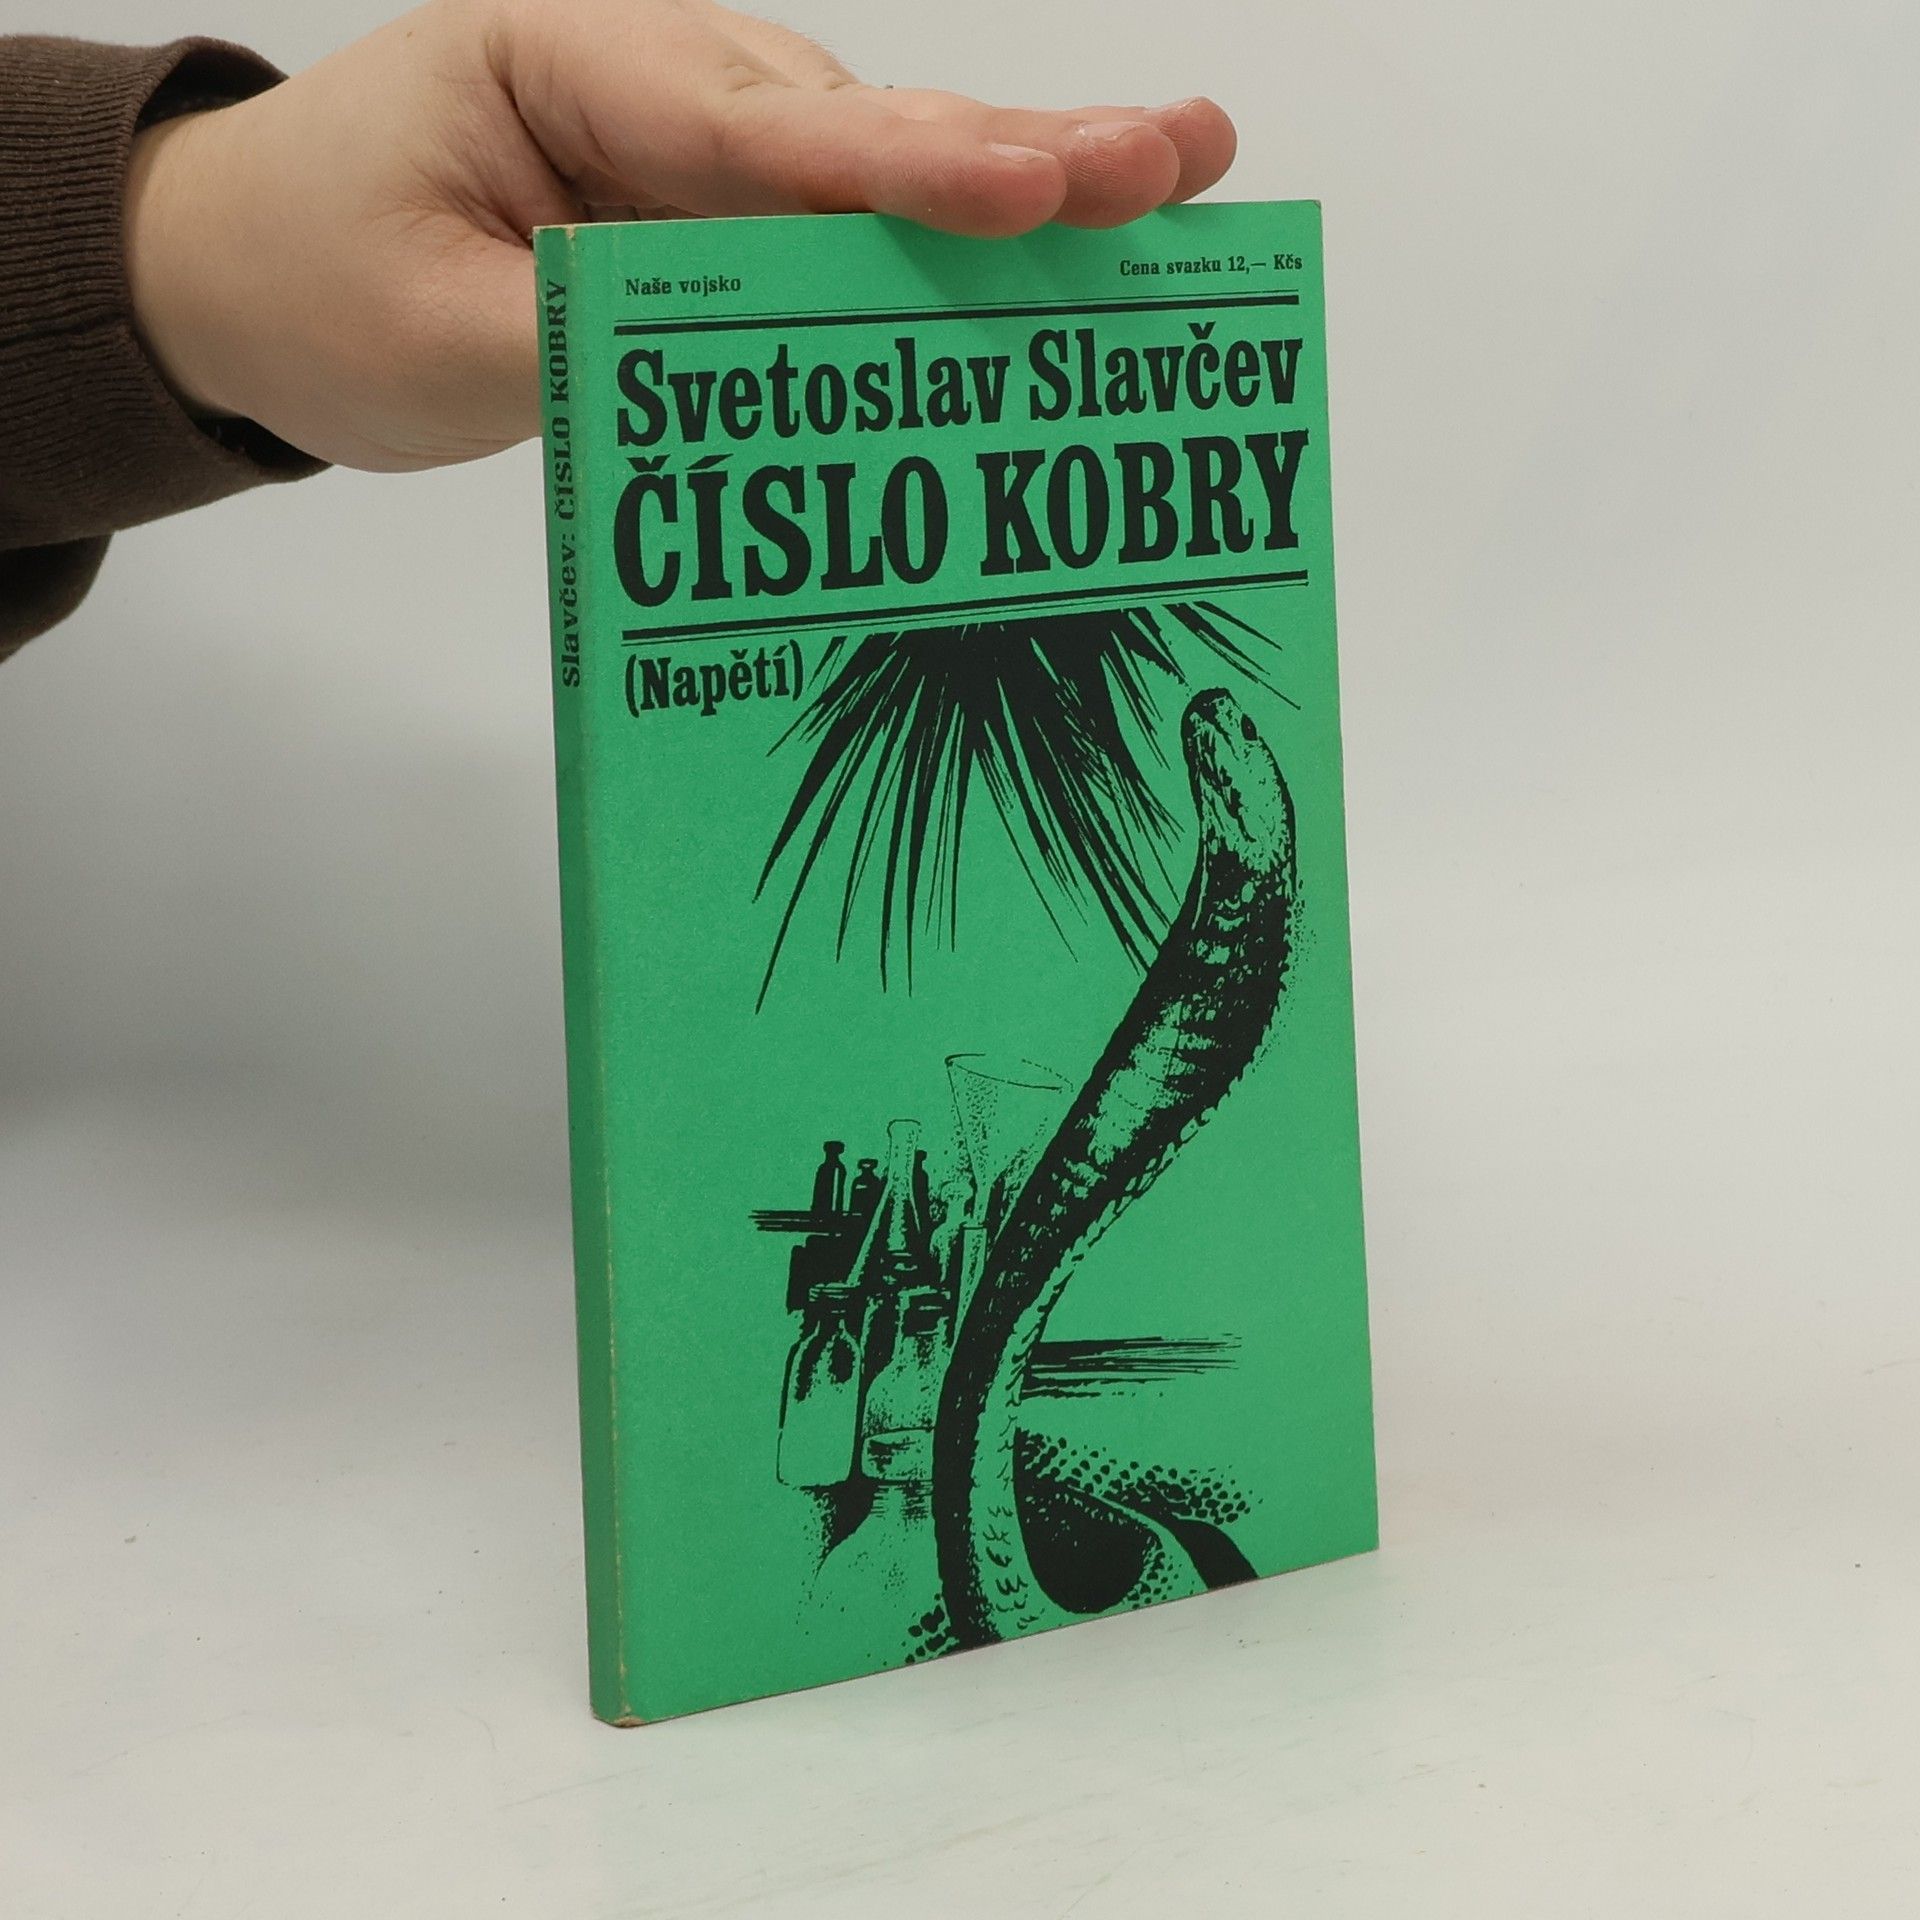 Naše vojsko
Cena svazku 12,— Kčs
Svetoslav Slavčev
ČÍSLO KOBRY
(Napětí)
Slavčev: ČÍSLO KOBRY